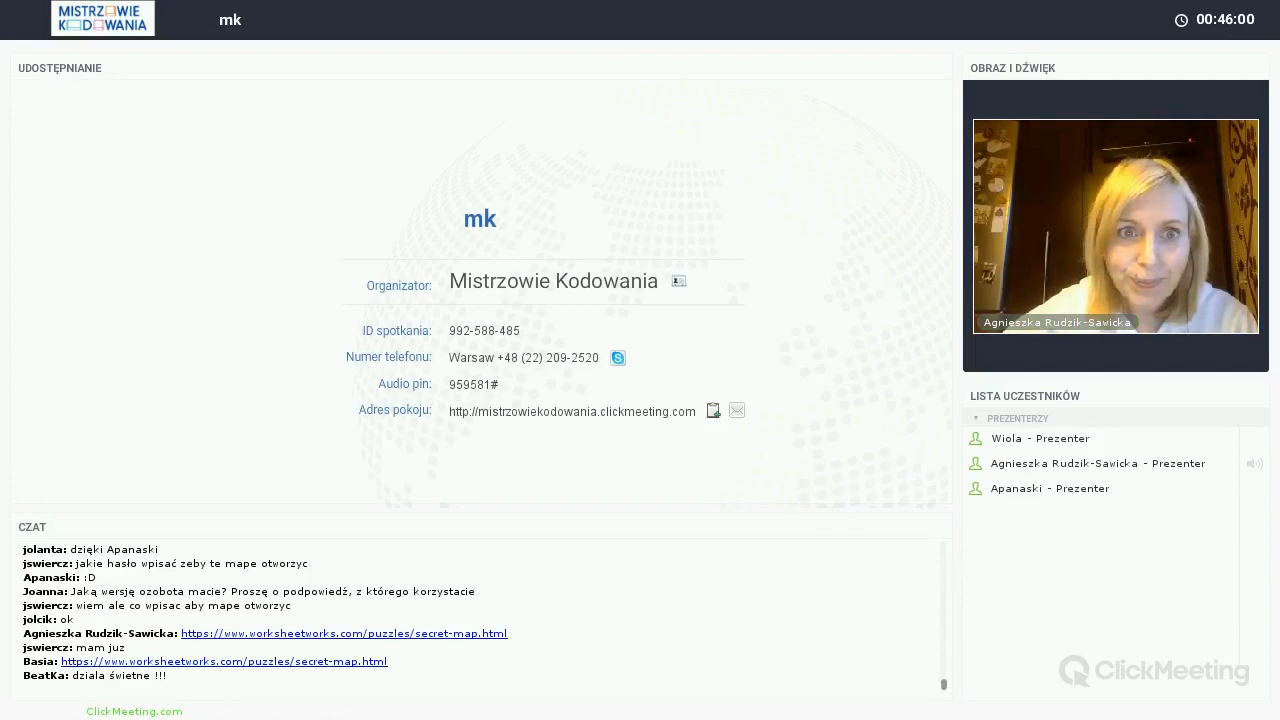 MISTRZOWIE
KODOWANIA
mk
00:46:00
UDOSTĘPNIANIE
OBRAZ I DŹWIĘK
mk
Organizator: Mistrzowie Kodowania
ID spotkania: 992-588-485
Numer telefonu: Warsaw +48 (22) 209-2520
Audio pin: 959581#
Adres pokoju: http://mistrzowiekodowania.clickmeeting.com
Agnieszka Rudzik-Sawicka
LISTA UCZESTNIKÓW
PREZENTERZY
Wiola - Prezenter
Agnieszka Rudzik-Sawicka - Prezenter
Apanaski - Prezenter
CZAT
jolanta: dzięki Apanaski
jswiercz: jakie hasło wpisać zeby te mape otworzyc
Apanaski: :D
Joanna: Jaką wersję ozobota macie? Proszę o podpowiedź, z którego korzystacie
jswiercz: wiem ale co wpisac aby mape otworzyc
jolcik: ok
Agnieszka Rudzik-Sawicka: https://www.worksheetworks.com/puzzles/secret-map.html
jswiercz: mam juz
Basia: https://www.worksheetworks.com/puzzles/secret-map.html
BeatKa: dziala świetne !!!
ClickMeeting
ClickMeeting.com